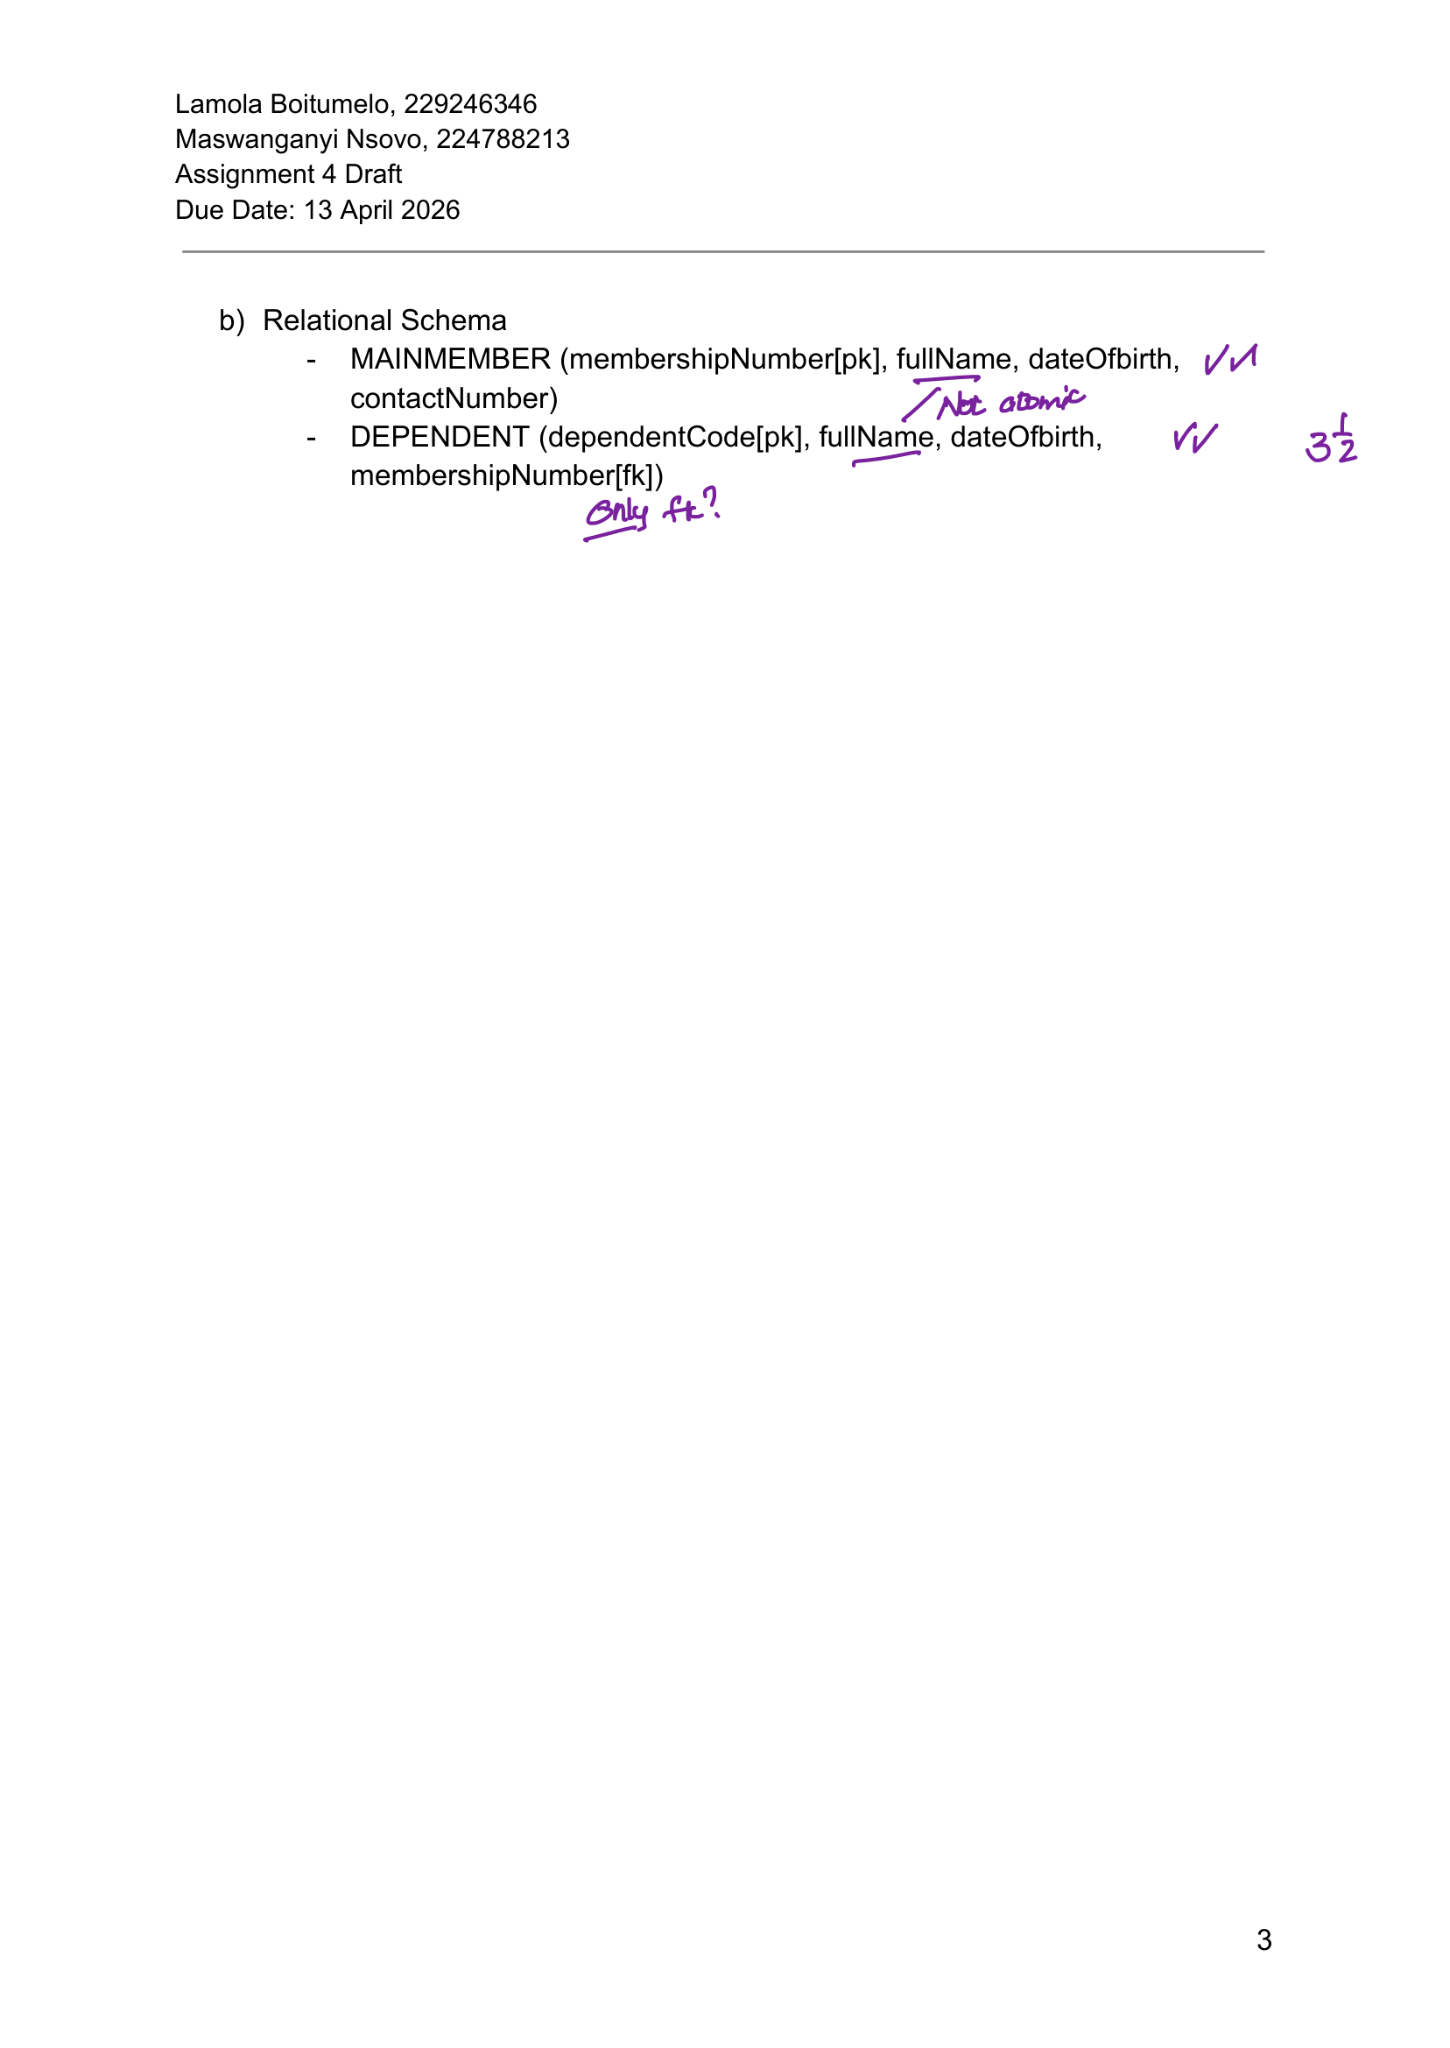 Lamola Boitumelo, 229246346
Maswanganyi Nsovo, 224788213
Assignment 4 Draft
Due Date: 13 April 2026
b) Relational Schema
- MAINMEMBER (membershipNumber[pk], fullName, dateOfbirth, ✓✓
contactNumber)
Not atomic
- DEPENDENT (dependentCode[pk], fullName, dateOfbirth, ✓✓ 3½
membershipNumber[fk])
Only fk?
3